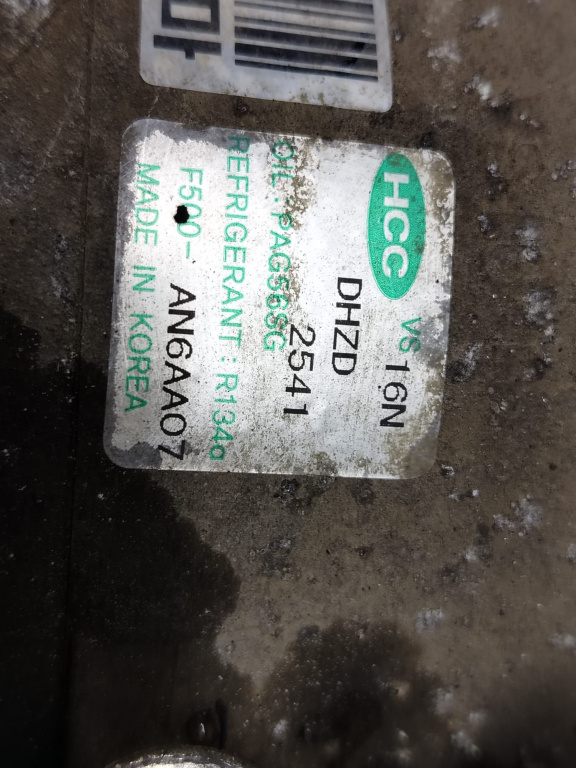 HCC VS 16N
DHZD
2541
OIL : PAG56SG
REFRIGERANT : R134a
F500- AN6AA07
MADE IN KOREA